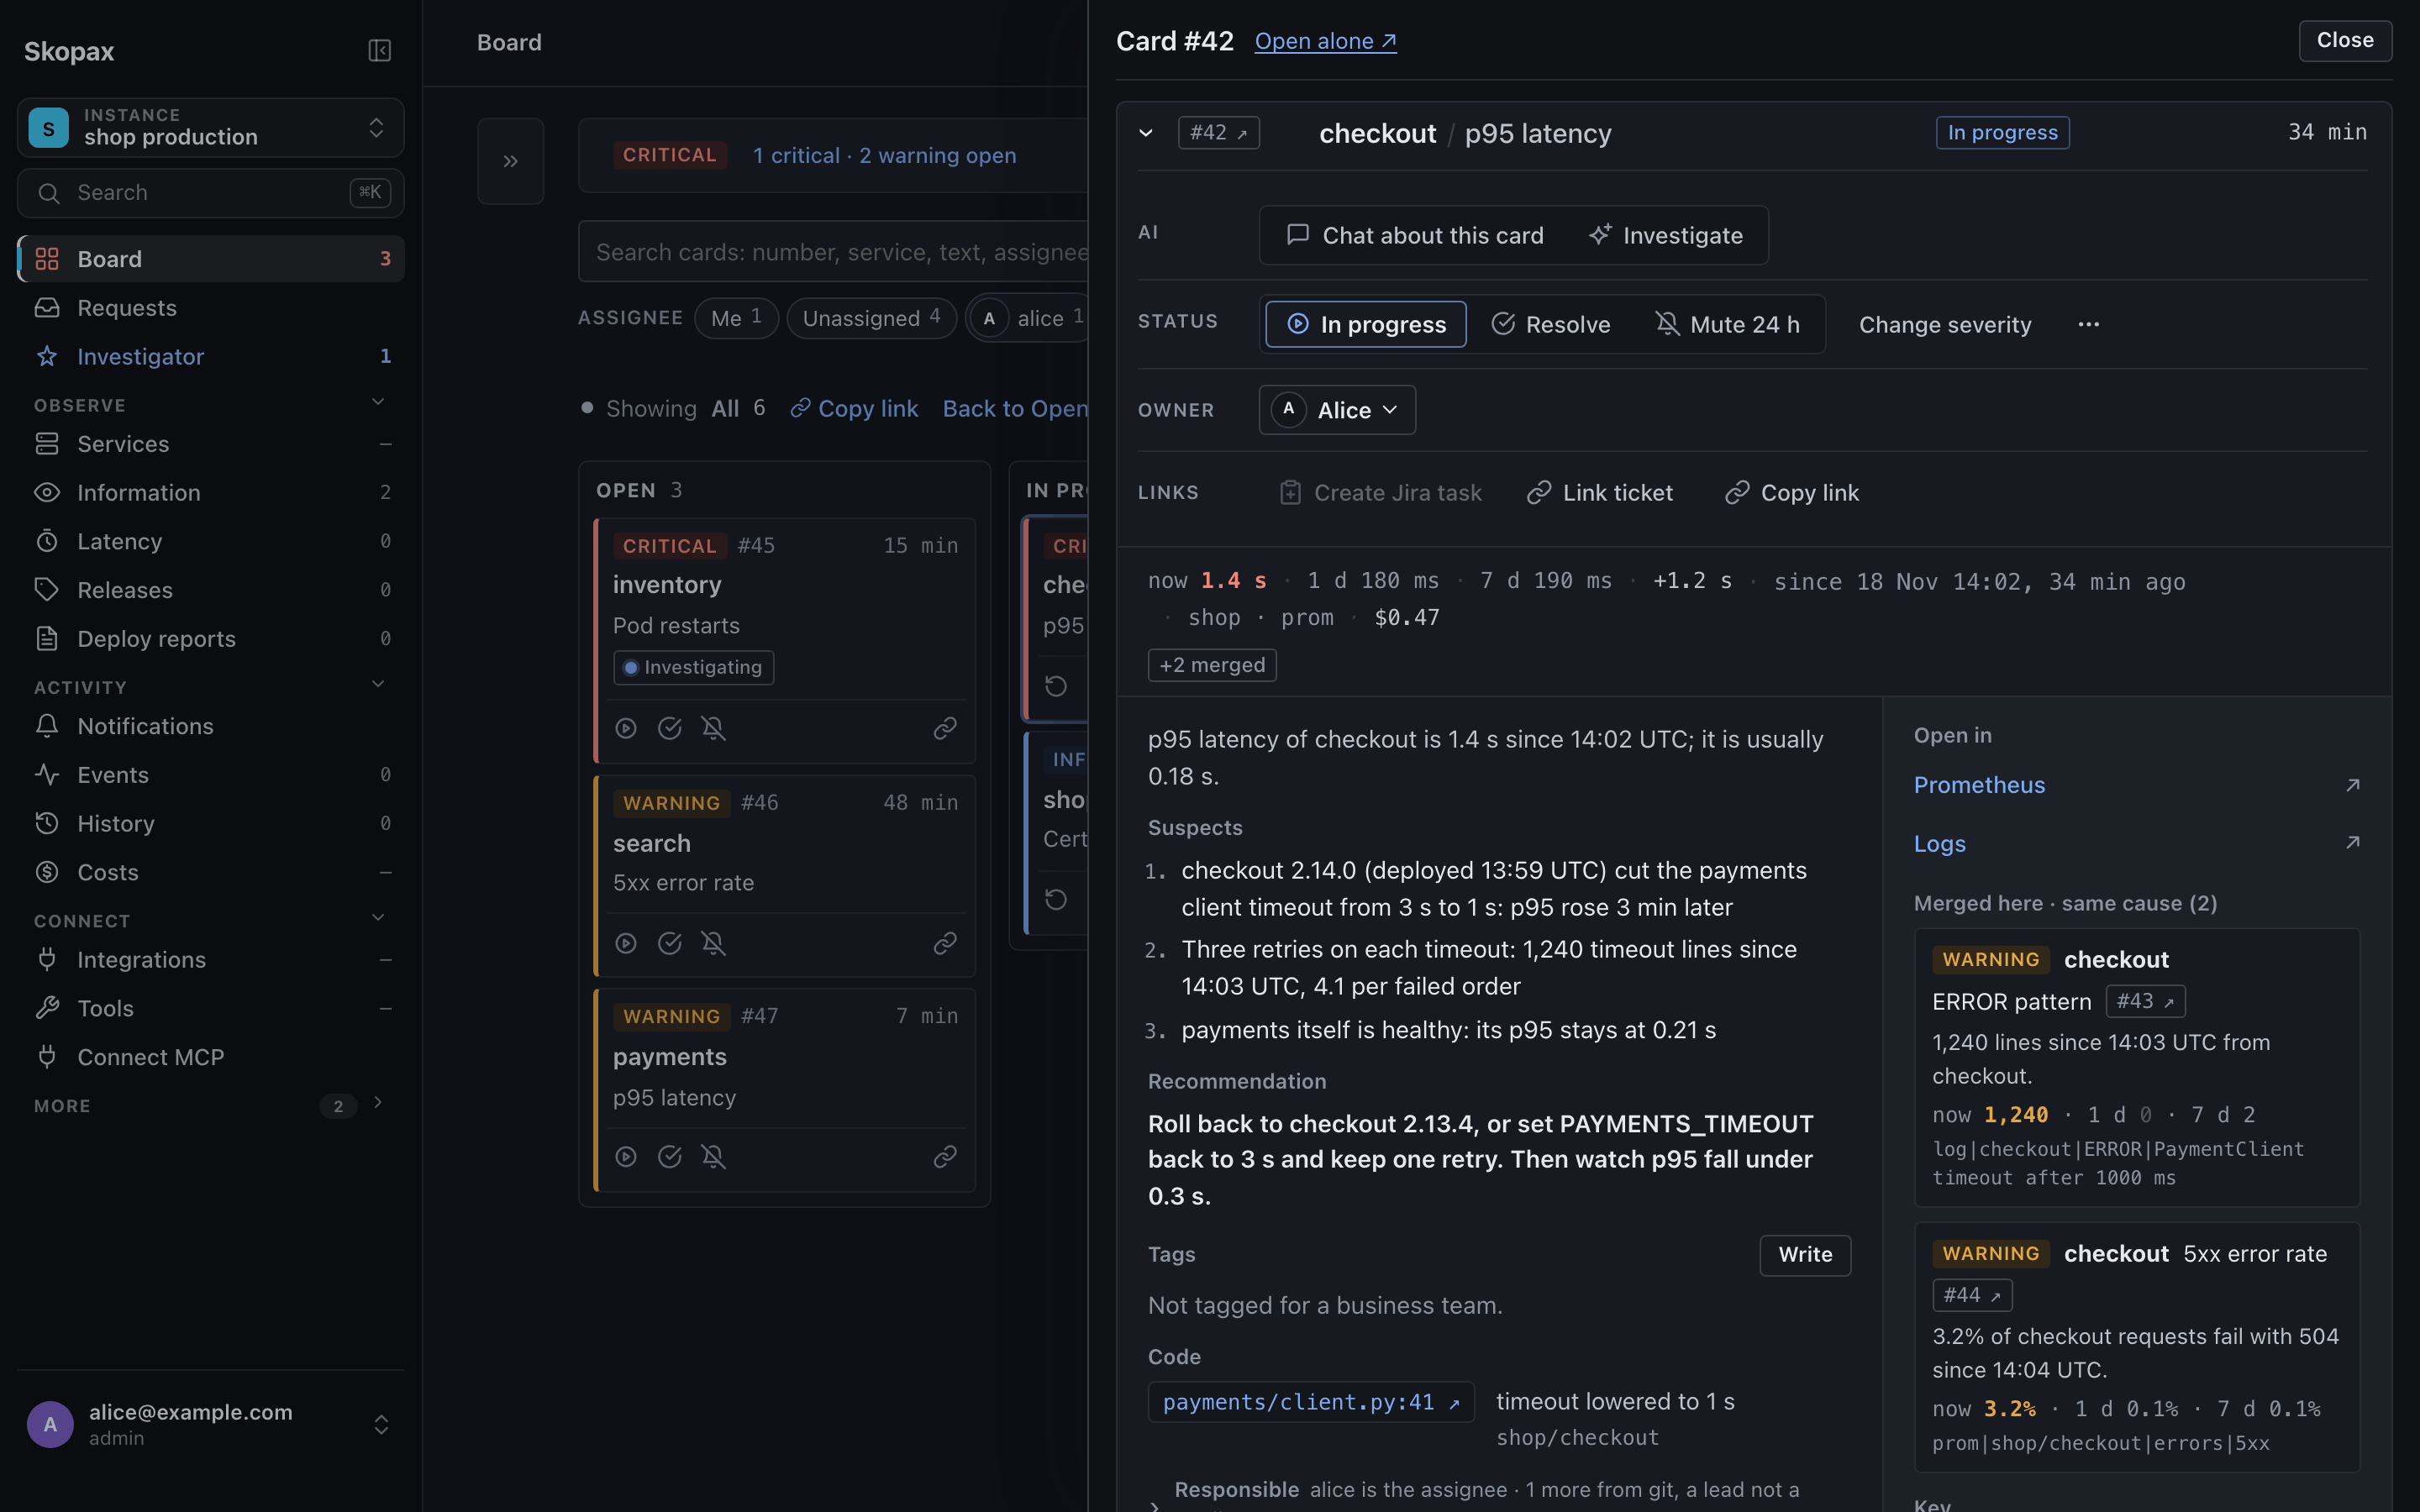 Skopax
INSTANCE
S shop production
Search ⌘K
Board 3
Requests
Investigator 1
OBSERVE
Services –
Information 2
Latency 0
Releases 0
Deploy reports 0
ACTIVITY
Notifications
Events 0
History 0
Costs –
CONNECT
Integrations –
Tools –
Connect MCP
MORE 2
A alice@example.com
admin
Board
CRITICAL 1 critical · 2 warning open
Search cards: number, service, text, assignee
ASSIGNEE Me 1 Unassigned 4 A alice 1
Showing All 6 Copy link Back to Open
OPEN 3
CRITICAL #45 15 min
inventory
Pod restarts
Investigating
WARNING #46 48 min
search
5xx error rate
WARNING #47 7 min
payments
p95 latency
IN PR
CRI
che
p95
INF
sho
Cert
Card #42 Open alone ↗ Close
#42 ↗ checkout / p95 latency In progress 34 min
AI Chat about this card Investigate
STATUS In progress Resolve Mute 24 h Change severity ···
OWNER A Alice
LINKS Create Jira task Link ticket Copy link
now 1.4 s · 1 d 180 ms · 7 d 190 ms · +1.2 s · since 18 Nov 14:02, 34 min ago
· shop · prom · $0.47
+2 merged
p95 latency of checkout is 1.4 s since 14:02 UTC; it is usually
0.18 s.
Suspects
1. checkout 2.14.0 (deployed 13:59 UTC) cut the payments
client timeout from 3 s to 1 s: p95 rose 3 min later
2. Three retries on each timeout: 1,240 timeout lines since
14:03 UTC, 4.1 per failed order
3. payments itself is healthy: its p95 stays at 0.21 s
Recommendation
Roll back to checkout 2.13.4, or set PAYMENTS_TIMEOUT
back to 3 s and keep one retry. Then watch p95 fall under
0.3 s.
Tags Write
Not tagged for a business team.
Code
payments/client.py:41 ↗ timeout lowered to 1 s
shop/checkout
Responsible alice is the assignee · 1 more from git, a lead not a
Open in
Prometheus ↗
Logs ↗
Merged here · same cause (2)
WARNING checkout
ERROR pattern #43 ↗
1,240 lines since 14:03 UTC from
checkout.
now 1,240 · 1 d 0 · 7 d 2
log|checkout|ERROR|PaymentClient
timeout after 1000 ms
WARNING checkout 5xx error rate
#44 ↗
3.2% of checkout requests fail with 504
since 14:04 UTC.
now 3.2% · 1 d 0.1% · 7 d 0.1%
prom|shop/checkout|errors|5xx
Key